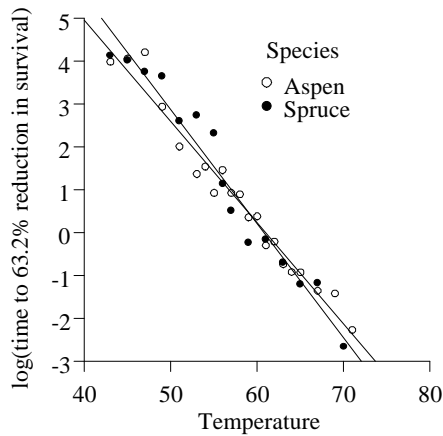 log(time to 63.2% reduction in survival)
5
4
3
2
1
0
-1
-2
-3
Species
Aspen
Spruce
40 50 60 70 80
Temperature